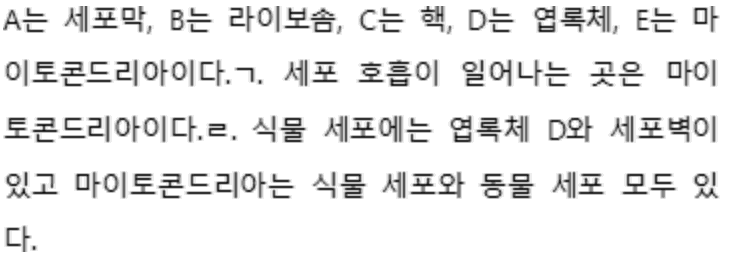 A는 세포막, B는 라이보솜, C는 핵, D는 엽록체, E는 마
이토콘드리아이다.ㄱ. 세포 호흡이 일어나는 곳은 마이
토콘드리아이다.ㄹ. 식물 세포에는 엽록체 D와 세포벽이
있고 마이토콘드리아는 식물 세포와 동물 세포 모두 있
다.